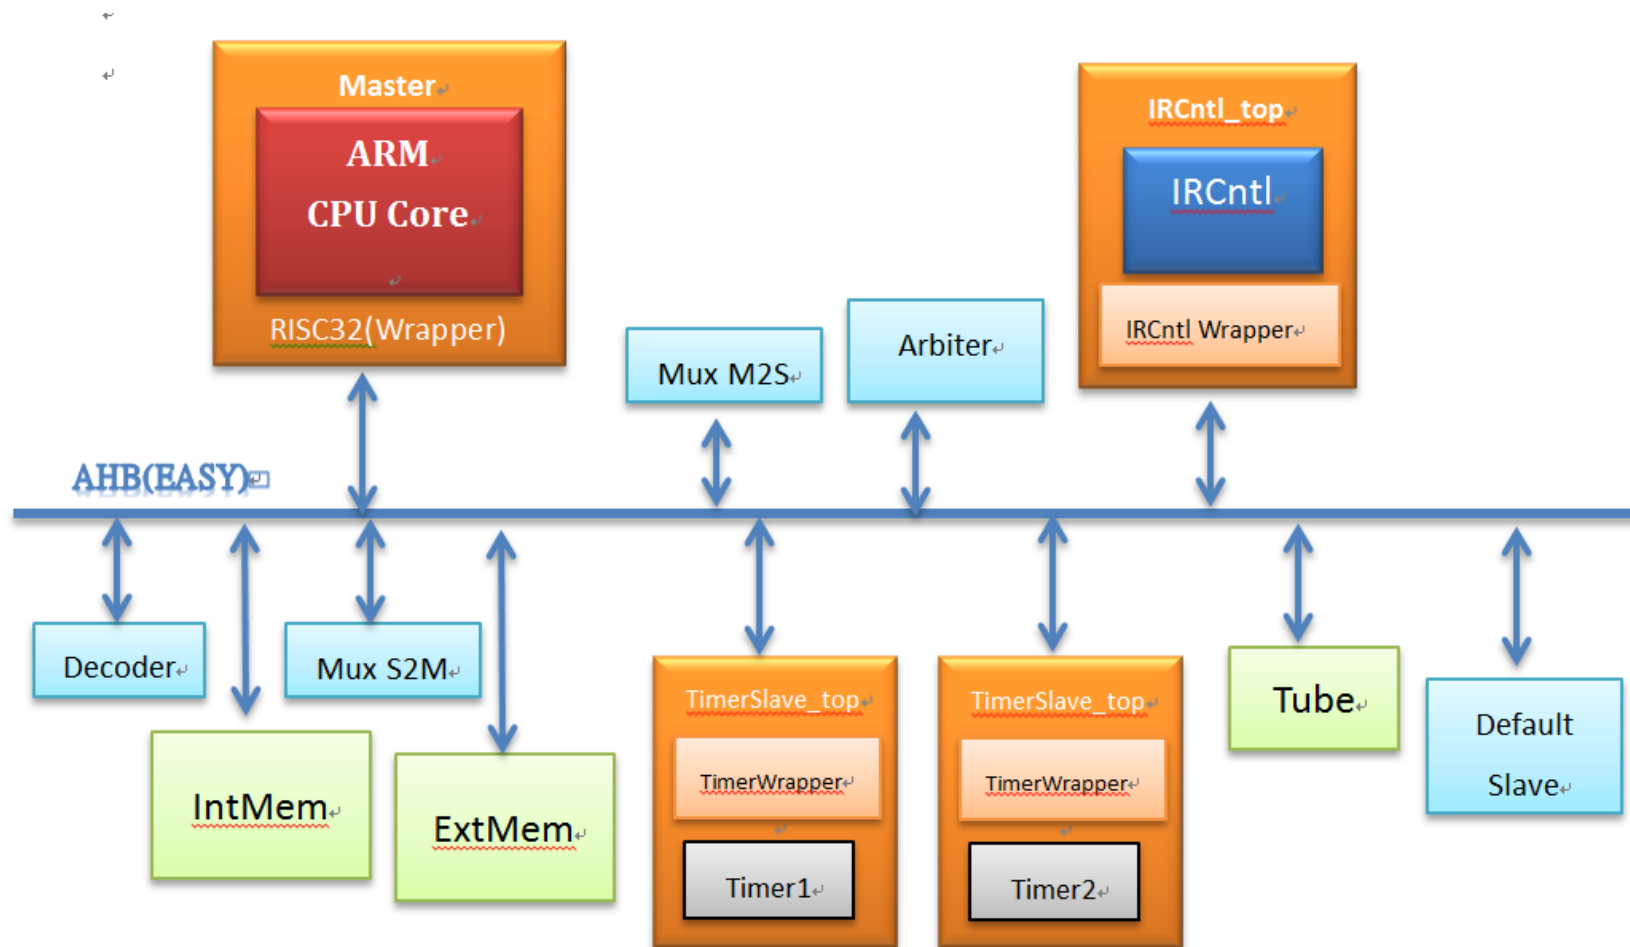 Master
ARM
CPU Core
RISC32(Wrapper)
IRCntl_top
IRCntl
IRCntl Wrapper
Mux M2S
Arbiter
AHB(EASY)
Decoder
IntMem
Mux S2M
ExtMem
TimerSlave_top
TimerWrapper
Timer1
TimerSlave_top
TimerWrapper
Timer2
Tube
Default
Slave